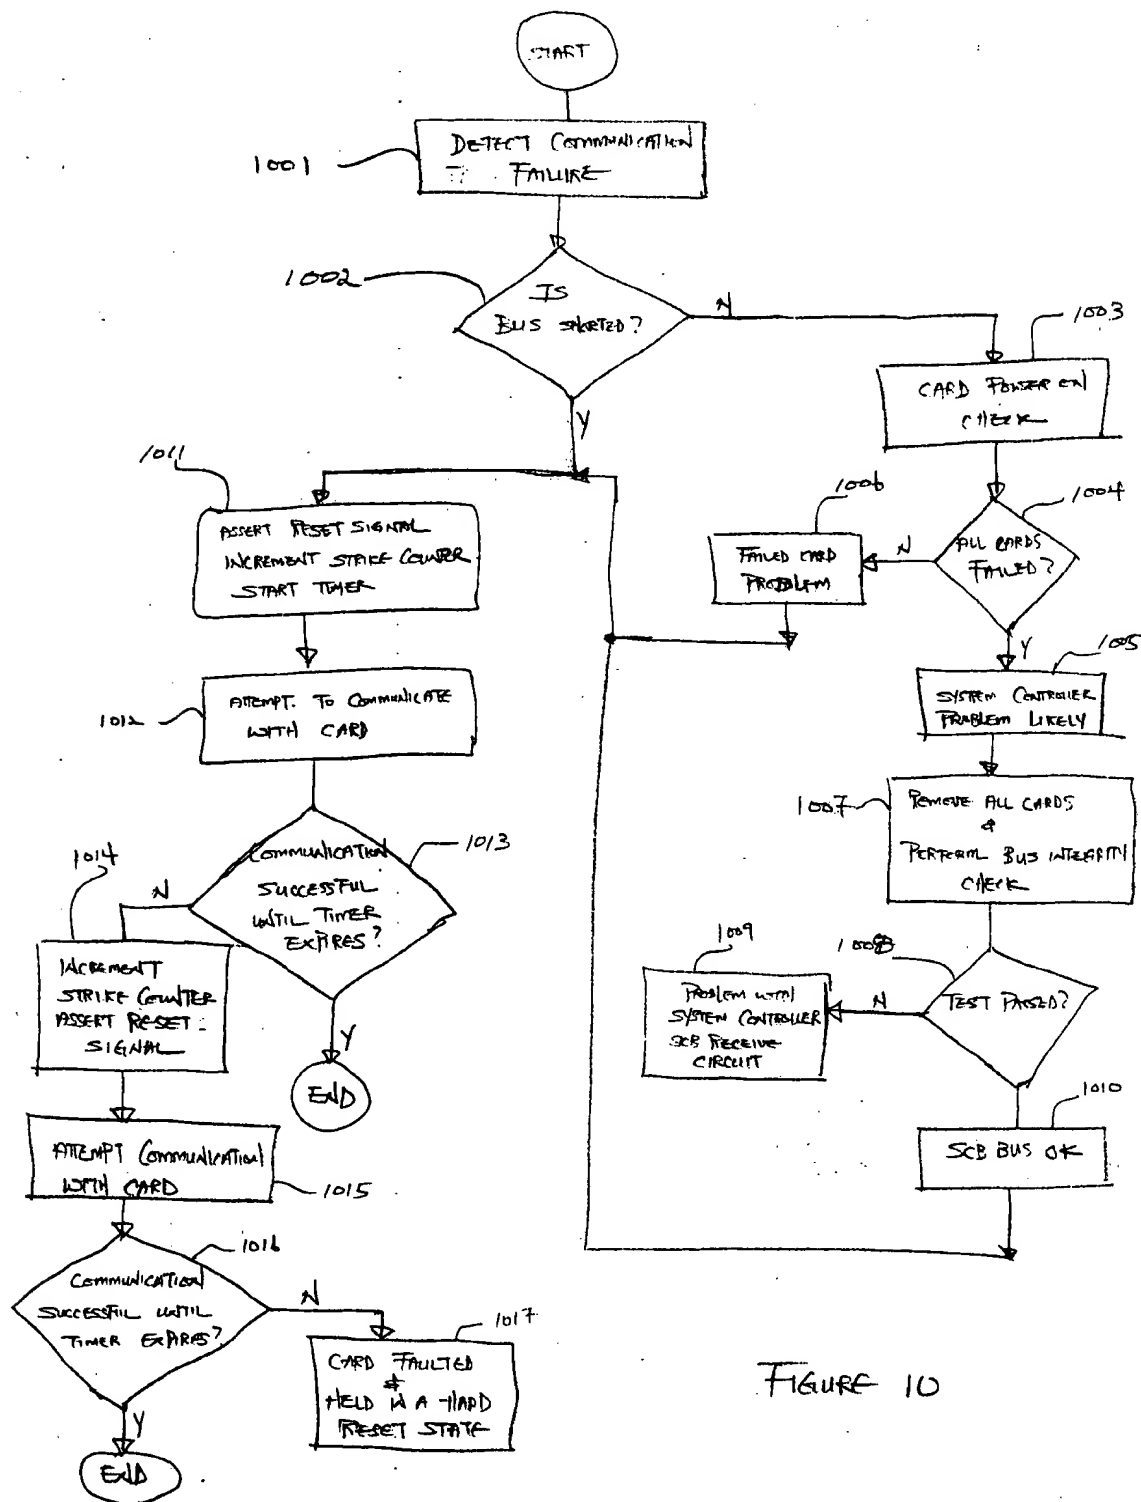 START
1001
DETECT COMMUNICATION
FAILURE
1002
IS
BUS SHORTED?
N
Y
1003
CARD POWER ON
CHECK
1004
ALL CARDS
FAILED?
N
Y
1006
FAILED CARD
PROBLEM
1005
SYSTEM CONTROLLER
PROBLEM LIKELY
1007
REMOVE ALL CARDS
&
PERFORM BUS INTEGRITY
CHECK
1008
TEST PASSED?
N
1009
PROBLEM WITH
SYSTEM CONTROLLER
SCB RECEIVE
CIRCUIT
1010
SCB BUS OK
1011
ASSERT RESET SIGNAL
INCREMENT STRIKE COUNTER
START TIMER
1012
ATTEMPT TO COMMUNICATE
WITH CARD
1013
COMMUNICATION
SUCCESSFUL
UNTIL TIMER
EXPIRES?
N
Y
END
1014
INCREMENT
STRIKE COUNTER
ASSERT RESET
SIGNAL
ATTEMPT COMMUNICATION
WITH CARD
1015
1016
COMMUNICATION
SUCCESSFUL UNTIL
TIMER EXPIRES?
N
Y
END
1017
CARD FAULTED
&
HELD IN A HARD
RESET STATE
FIGURE 10